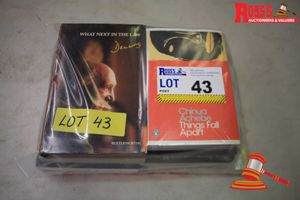 ROSES
AUCTIONEERS & VALUERS
WHAT NEXT IN THE LAW
Denning
LOT 43
BUTTERWORTHS
ROSES
LOT
43
Chinua
Achebe
Things Fall
Apart